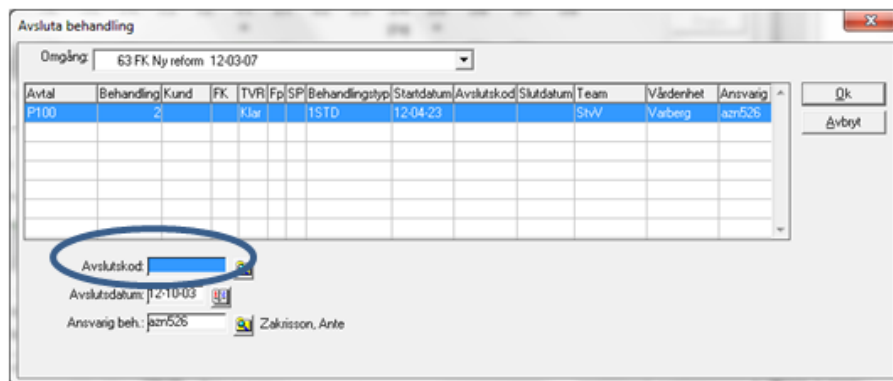 Avsluta behandling
Omgång: 63 FK Ny reform 12-03-07
Avtal Behandling Kund FK TVR Fp SP Behandlingstyp Startdatum Avslutskod Slutdatum Team Vårdenhet Ansvarig
P100 2 Klar 1STD 12-04-23 StvV Varberg azn526
Ok
Avbryt
Avslutskod:
Avslutsdatum: 12-10-03
Ansvarig beh.: azn526 Zakrisson, Ante